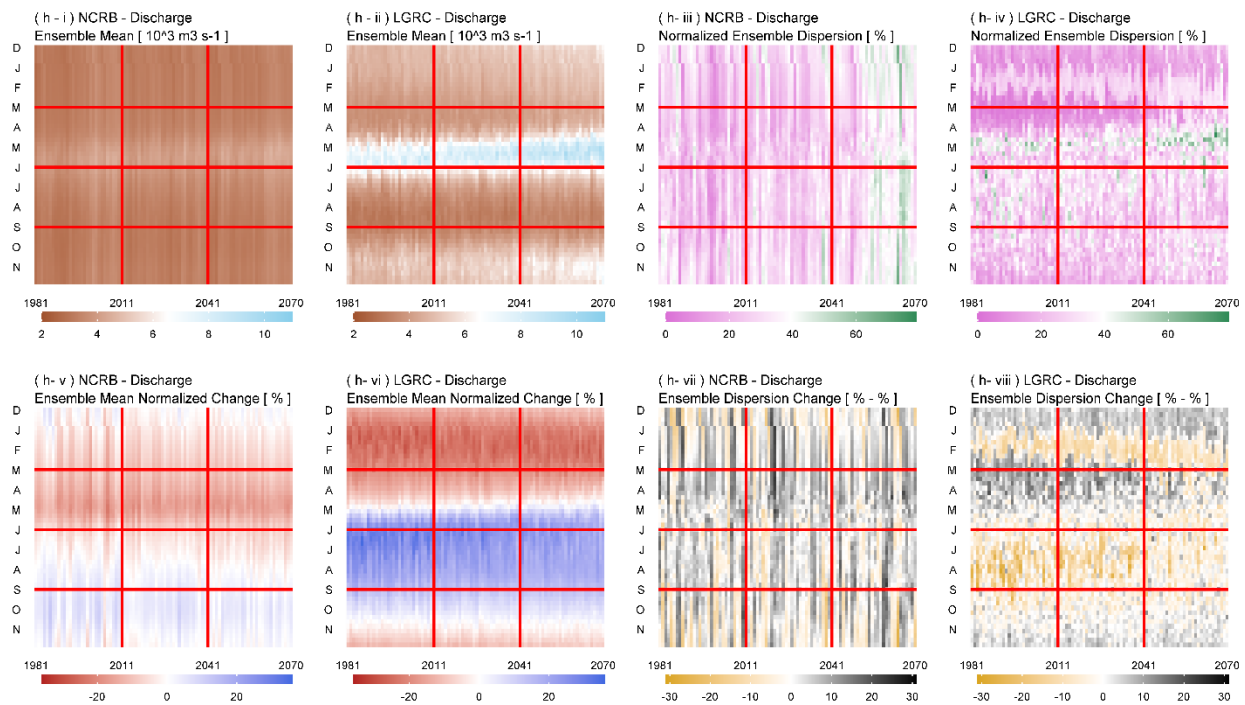 ( h - i ) NCRB - Discharge
Ensemble Mean [ 10^3 m3 s-1 ]
D
J
F
M
A
M
J
J
A
S
O
N
1981 2011 2041 2070
2 4 6 8 10
( h - ii ) LGRC - Discharge
Ensemble Mean [ 10^3 m3 s-1 ]
D
J
F
M
A
M
J
J
A
S
O
N
1981 2011 2041 2070
2 4 6 8 10
( h- iii ) NCRB - Discharge
Normalized Ensemble Dispersion [ % ]
D
J
F
M
A
M
J
J
A
S
O
N
1981 2011 2041 2070
0 20 40 60
( h- iv ) LGRC - Discharge
Normalized Ensemble Dispersion [ % ]
D
J
F
M
A
M
J
J
A
S
O
N
1981 2011 2041 2070
0 20 40 60
( h- v ) NCRB - Discharge
Ensemble Mean Normalized Change [ % ]
D
J
F
M
A
M
J
J
A
S
O
N
1981 2011 2041 2070
-20 0 20
( h- vi ) LGRC - Discharge
Ensemble Mean Normalized Change [ % ]
D
J
F
M
A
M
J
J
A
S
O
N
1981 2011 2041 2070
-20 0 20
( h- vii ) NCRB - Discharge
Ensemble Dispersion Change [ % - % ]
D
J
F
M
A
M
J
J
A
S
O
N
1981 2011 2041 2070
-30 -20 -10 0 10 20 30
( h- viii ) LGRC - Discharge
Ensemble Dispersion Change [ % - % ]
D
J
F
M
A
M
J
J
A
S
O
N
1981 2011 2041 2070
-30 -20 -10 0 10 20 30